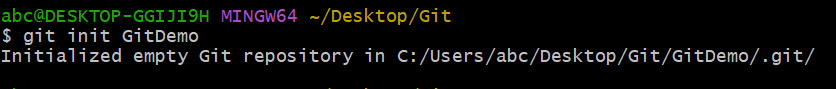 abc@DESKTOP-GGIJI9H MINGW64 ~/Desktop/Git
$ git init GitDemo
Initialized empty Git repository in C:/Users/abc/Desktop/Git/GitDemo/.git/